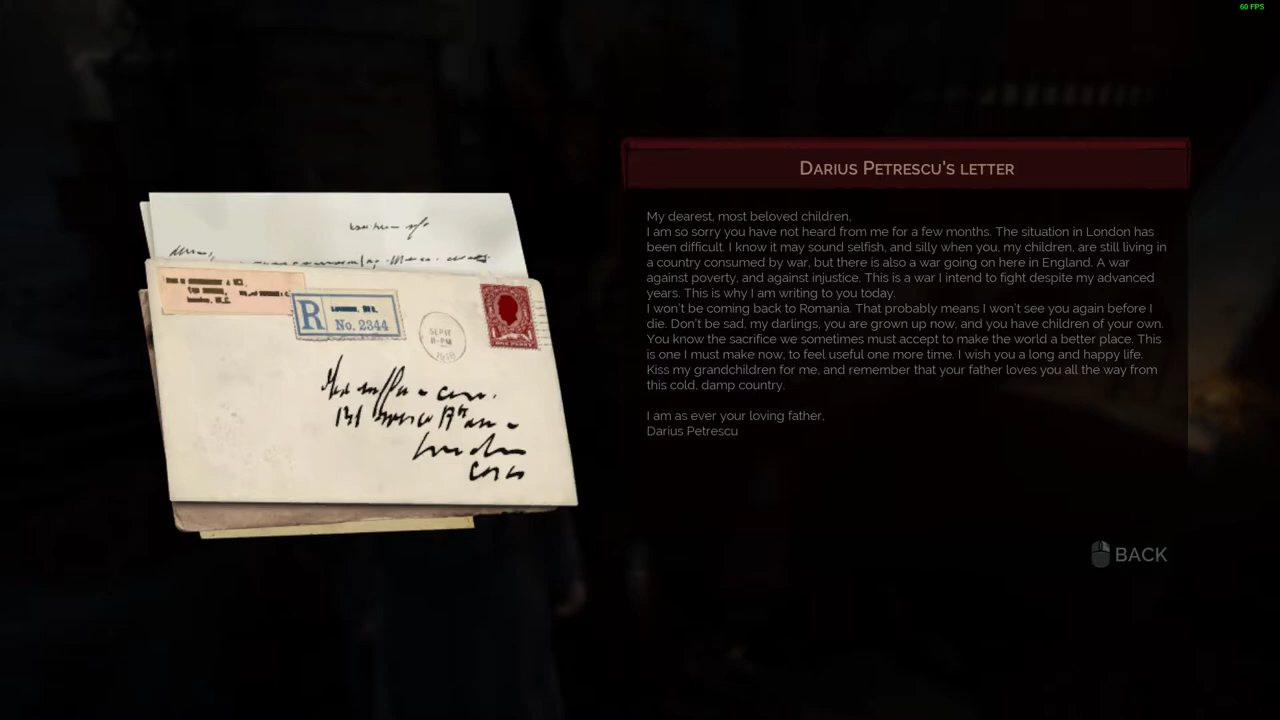 60 FPS
Darius Petrescu's letter
My dearest, most beloved children,
I am so sorry you have not heard from me for a few months. The situation in London has
been difficult. I know it may sound selfish, and silly when you, my children, are still living in
a country consumed by war, but there is also a war going on here in England. A war
against poverty, and against injustice. This is a war I intend to fight despite my advanced
years. This is why I am writing to you today.
I won't be coming back to Romania. That probably means I won't see you again before I
die. Don't be sad, my darlings, you are grown up now, and you have children of your own.
You know the sacrifice we sometimes must accept to make the world a better place. This
is one I must make now, to feel useful one more time. I wish you a long and happy life.
Kiss my grandchildren for me, and remember that your father loves you all the way from
this cold, damp country.
I am as ever your loving father,
Darius Petrescu
R
No. 2344
SEP 17
8-PM
1918
ONE PENNY
London
BACK